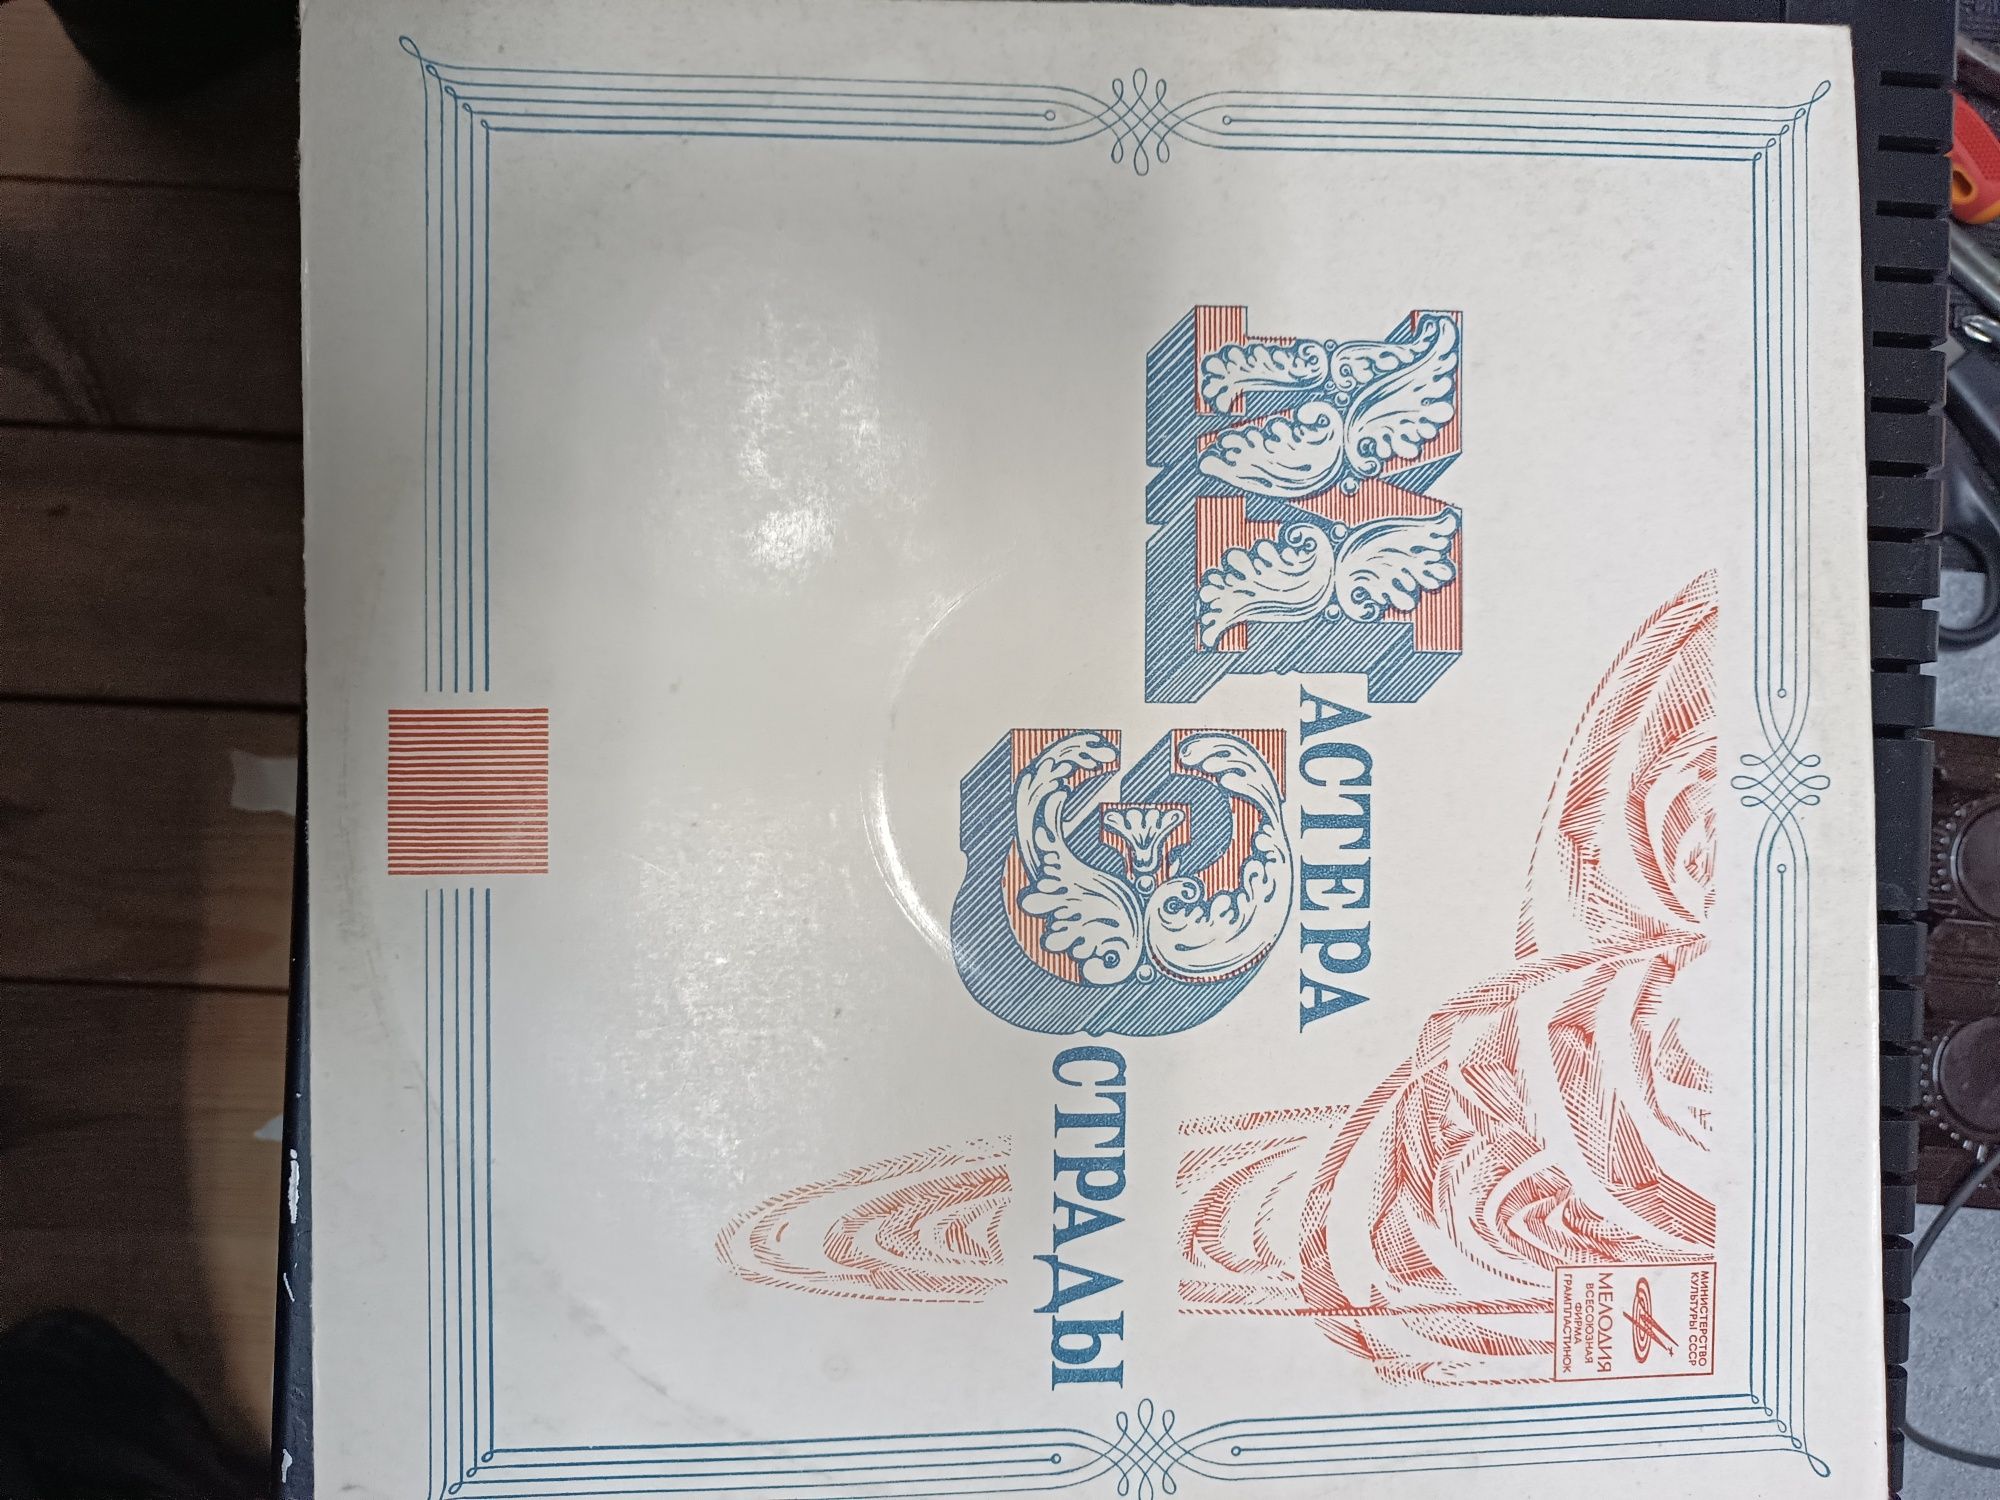 МИНИСТЕРСТВО
КУЛЬТУРЫ СССР
МЕЛОДИЯ
ВСЕСОЮЗНАЯ
ФИРМА
ГРАМПЛАСТИНОК
МАСТЕРА
ЭСТРАДЫ